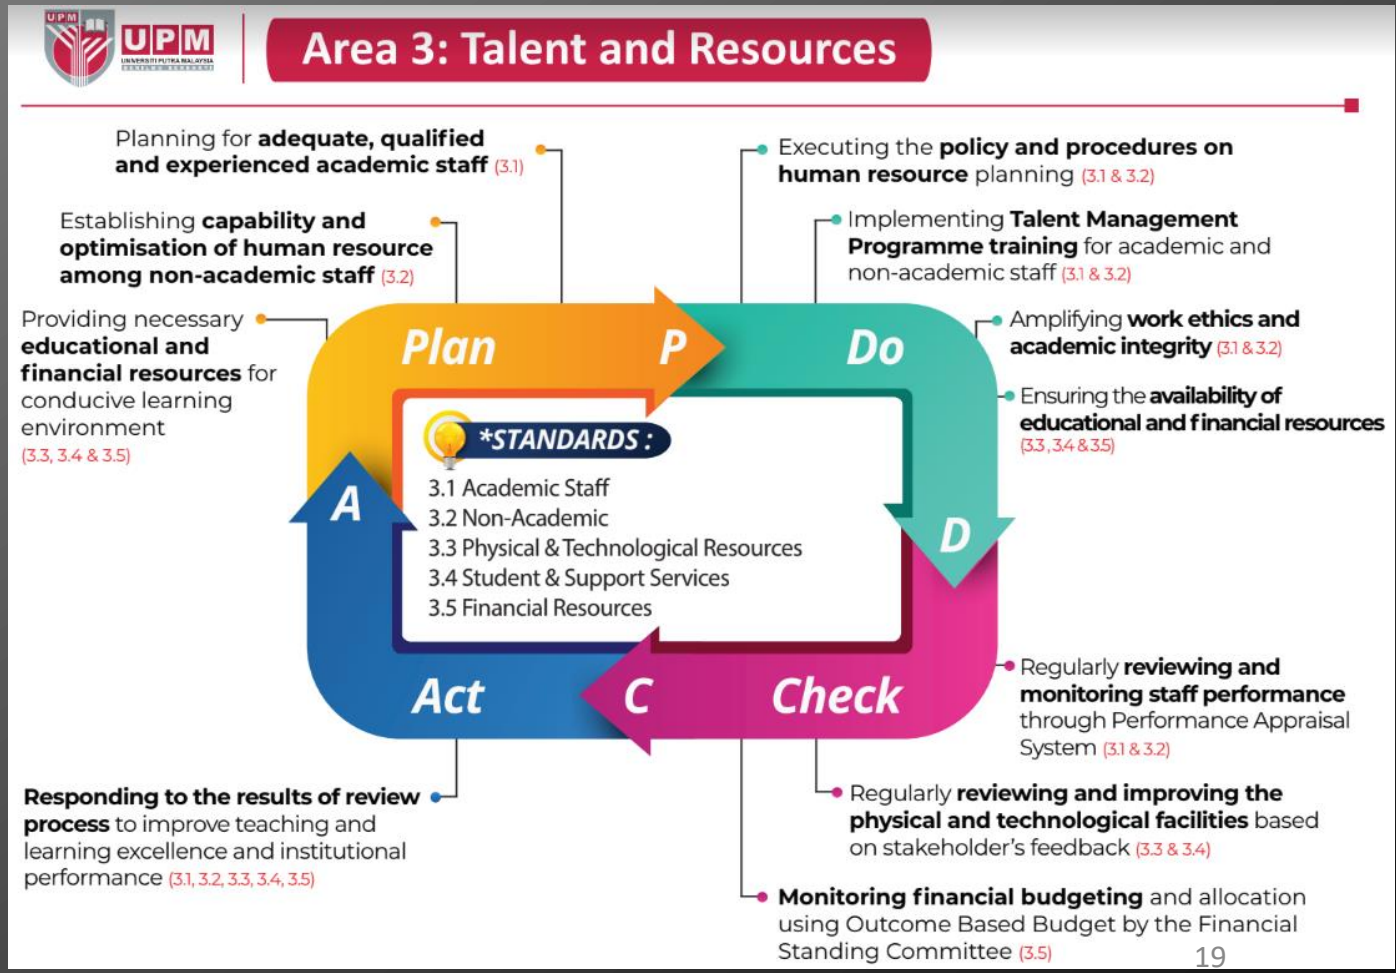 UPM
UPM
UNIVERSITI PUTRA MALAYSIA
Area 3: Talent and Resources
Planning for adequate, qualified
and experienced academic staff (3.1)
Establishing capability and
optimisation of human resource
among non-academic staff (3.2)
Providing necessary
educational and
financial resources for
conducive learning
environment
(3.3, 3.4 & 3.5)
Executing the policy and procedures on
human resource planning (3.1 & 3.2)
Implementing Talent Management
Programme training for academic and
non-academic staff (3.1 & 3.2)
Amplifying work ethics and
academic integrity (3.1 & 3.2)
Ensuring the availability of
educational and financial resources
(3.3, 3.4 & 3.5)
Plan P
Do
D
*STANDARDS :
3.1 Academic Staff
3.2 Non-Academic
3.3 Physical & Technological Resources
3.4 Student & Support Services
3.5 Financial Resources
A
Act
C Check
Regularly reviewing and
monitoring staff performance
through Performance Appraisal
System (3.1 & 3.2)
Regularly reviewing and improving the
physical and technological facilities based
on stakeholder's feedback (3.3 & 3.4)
Monitoring financial budgeting and allocation
using Outcome Based Budget by the Financial
Standing Committee (3.5)
Responding to the results of review
process to improve teaching and
learning excellence and institutional
performance (3.1, 3.2, 3.3, 3.4, 3.5)
19